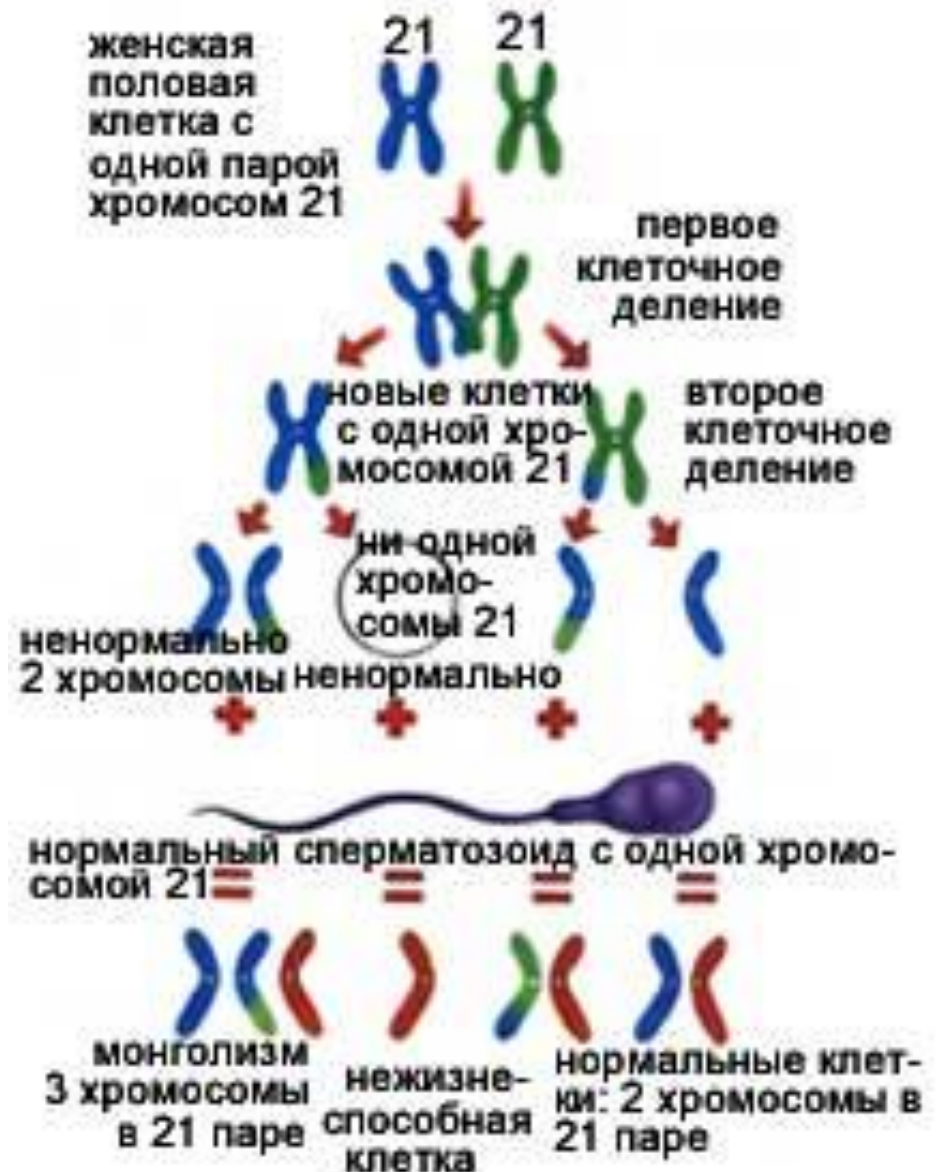 21 21
женская
половая
клетка с
одной парой
хромосом 21
первое
клеточное
деление
новые клетки
с одной хро-
мосомой 21
второе
клеточное
деление
ни одной
хромо-
сомы 21
ненормально
2 хромосомы
ненормально
нормальный сперматозоид с одной хромо-
сомой 21
монголизм
3 хромосомы
в 21 паре
нежизне-
способная
клетка
нормальные клет-
ки: 2 хромосомы в
21 паре